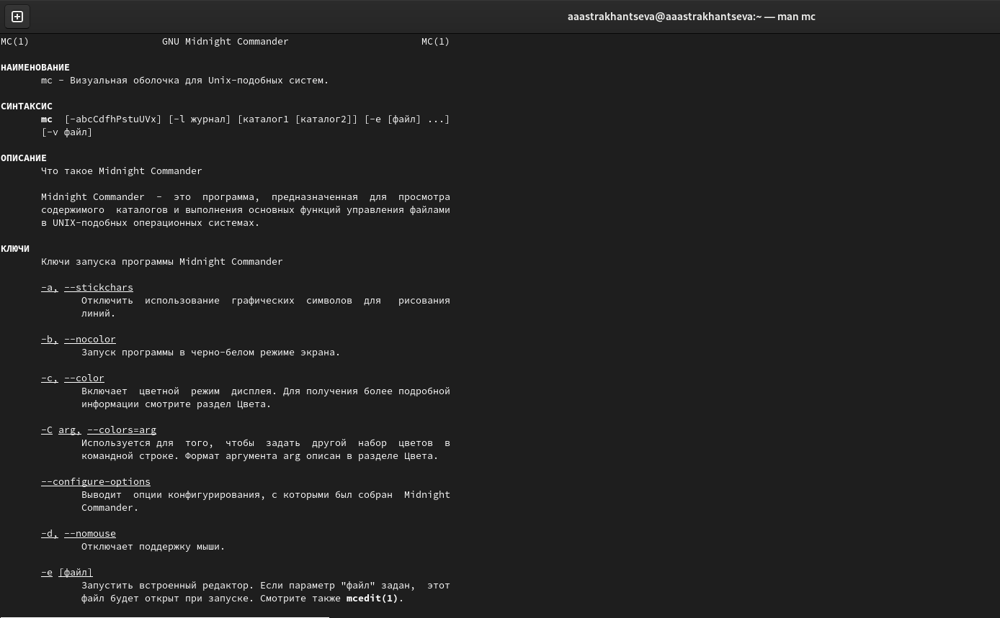 aaastrakhantseva@aaastrakhantseva:~ — man mc
MC(1) GNU Midnight Commander MC(1)
НАИМЕНОВАНИЕ
mc - Визуальная оболочка для Unix-подобных систем.
СИНТАКСИС
mc [-abcCdfhPstuUVx] [-l журнал] [каталог1 [каталог2]] [-e [файл] ...]
[-v файл]
ОПИСАНИЕ
Что такое Midnight Commander
Midnight Commander - это программа, предназначенная для просмотра
содержимого каталогов и выполнения основных функций управления файлами
в UNIX-подобных операционных системах.
КЛЮЧИ
Ключи запуска программы Midnight Commander
-a, --stickchars
Отключить использование графических символов для рисования
линий.
-b, --nocolor
Запуск программы в черно-белом режиме экрана.
-c, --color
Включает цветной режим дисплея. Для получения более подробной
информации смотрите раздел Цвета.
-C arg, --colors=arg
Используется для того, чтобы задать другой набор цветов в
командной строке. Формат аргумента arg описан в разделе Цвета.
--configure-options
Выводит опции конфигурирования, с которыми был собран Midnight
Commander.
-d, --nomouse
Отключает поддержку мыши.
-e [файл]
Запустить встроенный редактор. Если параметр "файл" задан, этот
файл будет открыт при запуске. Смотрите также mcedit(1).